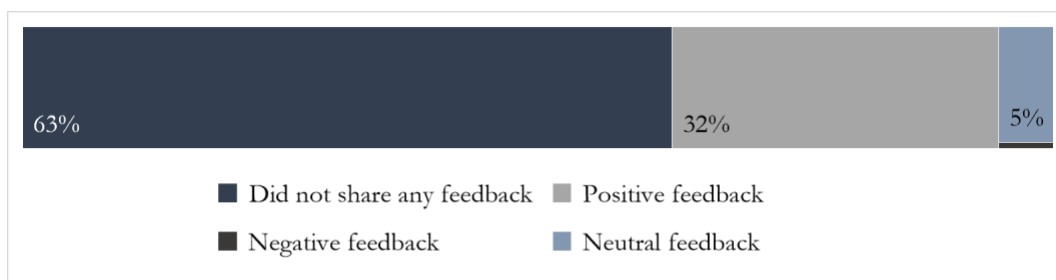 63%
32%
5%
Did not share any feedback
Positive feedback
Negative feedback
Neutral feedback